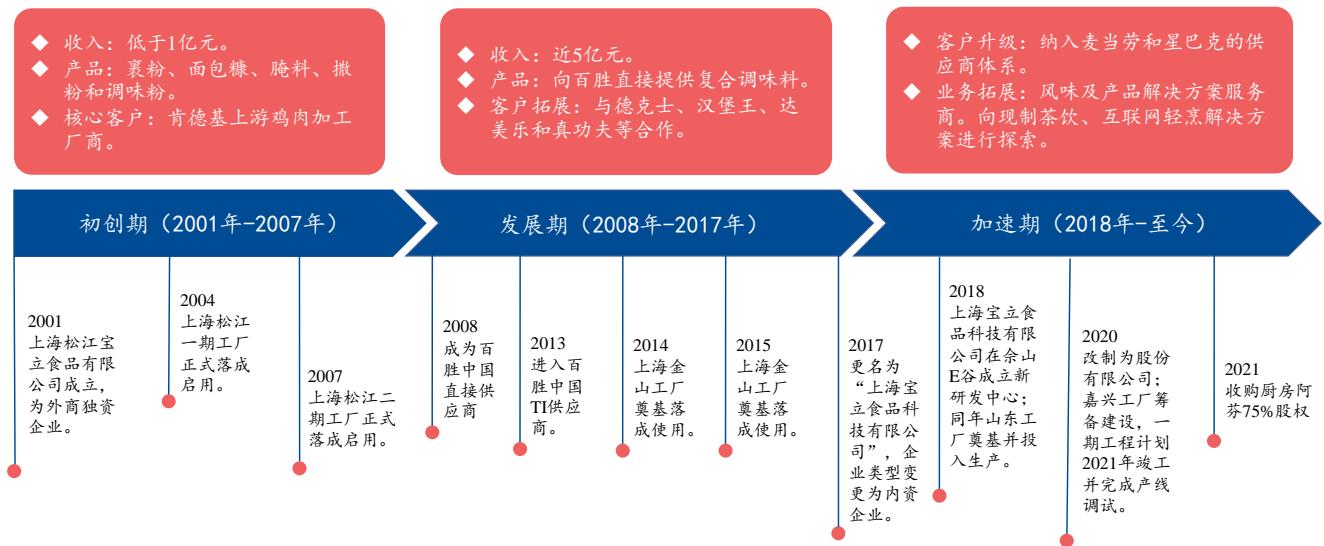 ◆ 收入：低于1亿元。
◆ 产品：裹粉、面包糠、腌料、撒
粉和调味粉。
◆ 核心客户：肯德基上游鸡肉加工
厂商。
◆ 收入：近5亿元。
◆ 产品：向百胜直接提供复合调味料。
◆ 客户拓展：与德克士、汉堡王、达
美乐和真功夫等合作。
◆ 客户升级：纳入麦当劳和星巴克的供
应商体系。
◆ 业务拓展：风味及产品解决方案服务
商。向现制茶饮、互联网轻烹解决方
案进行探索。
初创期（2001年-2007年）
发展期（2008年-2017年）
加速期（2018年-至今）
2001
上海松江宝
立食品有限
公司成立，
为外商独资
企业。
2004
上海松江
一期工厂
正式落成
启用。
2007
上海松江二
期工厂正式
落成启用。
2008
成为百
胜中国
直接供
应商
2013
进入百
胜中国
TI供应
商。
2014
上海金
山工厂
奠基落
成使用。
2015
上海金
山工厂
奠基落
成使用。
2017
更名为
“上海宝
立食品科
技有限公
司”，企
业类型变
更为内资
企业。
2018
上海宝立食
品科技有限
公司在佘山
E谷成立新
研发中心；
同年山东工
厂奠基并投
入生产。
2020
改制为股份
有限公司；
嘉兴工厂筹
备建设，一
期工程计划
2021年竣工
并完成产线
调试。
2021
收购厨房阿
芬75%股权